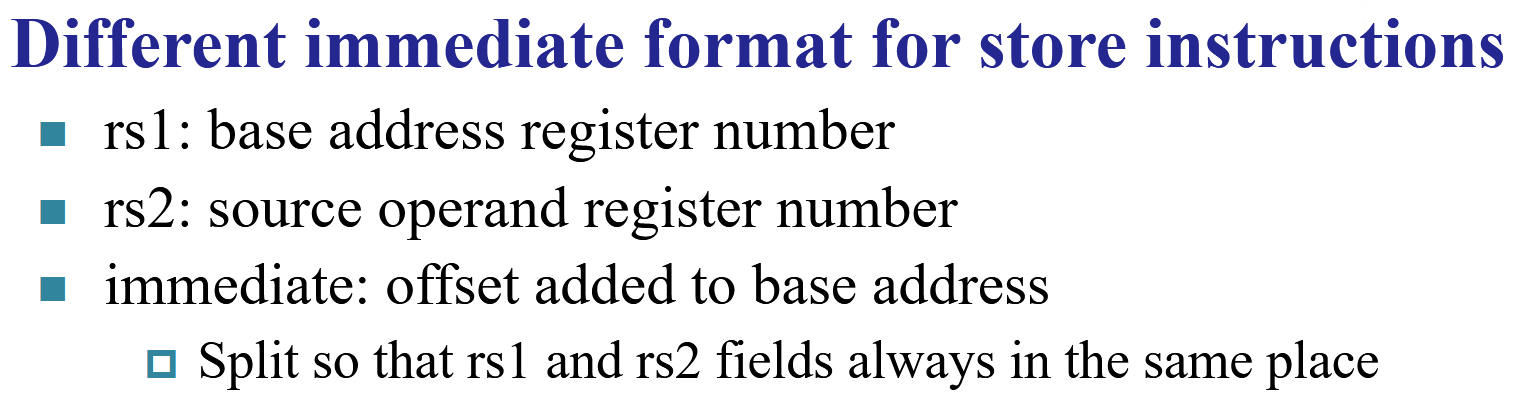 Different immediate format for store instructions
rs1: base address register number
rs2: source operand register number
immediate: offset added to base address
Split so that rs1 and rs2 fields always in the same place